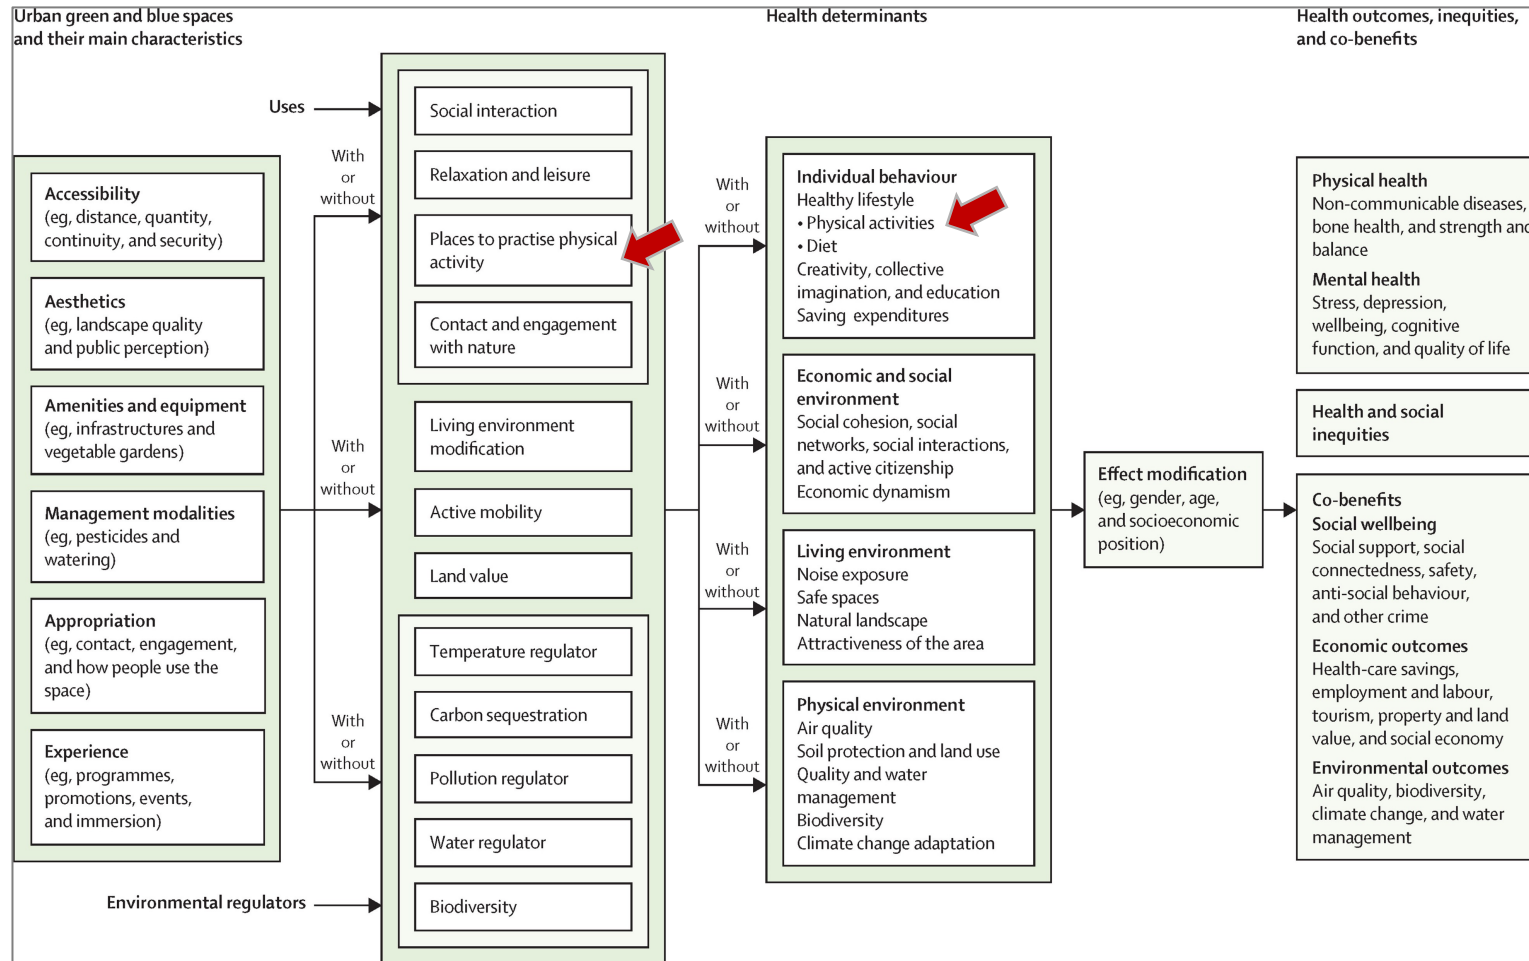 Urban green and blue spaces
and their main characteristics
Accessibility
(eg, distance, quantity,
continuity, and security)
Aesthetics
(eg, landscape quality
and public perception)
Amenities and equipment
(eg, infrastructures and
vegetable gardens)
Management modalities
(eg, pesticides and
watering)
Appropriation
(eg, contact, engagement,
and how people use the
space)
Experience
(eg, programmes,
promotions, events,
and immersion)
With
or
without
With
or
without
With
or
without
Uses
Social interaction
Relaxation and leisure
Places to practise physical
activity
Contact and engagement
with nature
Living environment
modification
Active mobility
Land value
Temperature regulator
Carbon sequestration
Pollution regulator
Water regulator
Biodiversity
Environmental regulators
With
or
without
With
or
without
With
or
without
With
or
without
Health determinants
Individual behaviour
Healthy lifestyle
• Physical activities
• Diet
Creativity, collective
imagination, and education
Saving expenditures
Economic and social
environment
Social cohesion, social
networks, social interactions,
and active citizenship
Economic dynamism
Living environment
Noise exposure
Safe spaces
Natural landscape
Attractiveness of the area
Physical environment
Air quality
Soil protection and land use
Quality and water
management
Biodiversity
Climate change adaptation
Effect modification
(eg, gender, age,
and socioeconomic
position)
Health outcomes, inequities,
and co-benefits
Physical health
Non-communicable diseases,
bone health, and strength and
balance
Mental health
Stress, depression,
wellbeing, cognitive
function, and quality of life
Health and social
inequities
Co-benefits
Social wellbeing
Social support, social
connectedness, safety,
anti-social behaviour,
and other crime
Economic outcomes
Health-care savings,
employment and labour,
tourism, property and land
value, and social economy
Environmental outcomes
Air quality, biodiversity,
climate change, and water
management